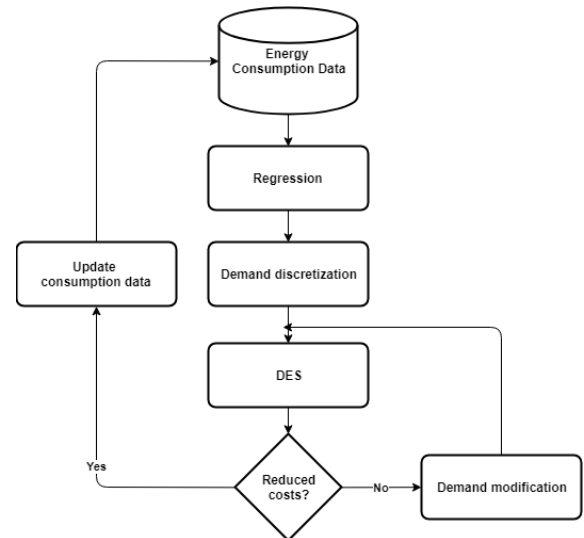 Energy
Consumption Data
Regression
Update
consumption data
Demand discretization
DES
Yes
Reduced
costs?
No
Demand modification